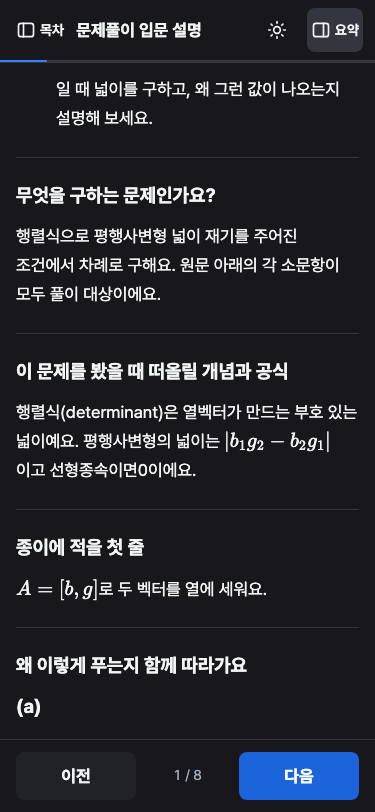 목차 문제풀이 입문 설명 요약
일 때 넓이를 구하고, 왜 그런 값이 나오는지
설명해 보세요.
무엇을 구하는 문제인가요?
행렬식으로 평행사변형 넓이 재기를 주어진
조건에서 차례로 구해요. 원문 아래의 각 소문항이
모두 풀이 대상이에요.
이 문제를 봤을 때 떠올릴 개념과 공식
행렬식(determinant)은 열벡터가 만드는 부호 있는
넓이예요. 평행사변형의 넓이는 |b₁g₂ − b₂g₁|
이고 선형종속이면0이에요.
종이에 적을 첫 줄
A = [b, g]로 두 벡터를 열에 세워요.
왜 이렇게 푸는지 함께 따라가요
(a)
이전 1 / 8 다음